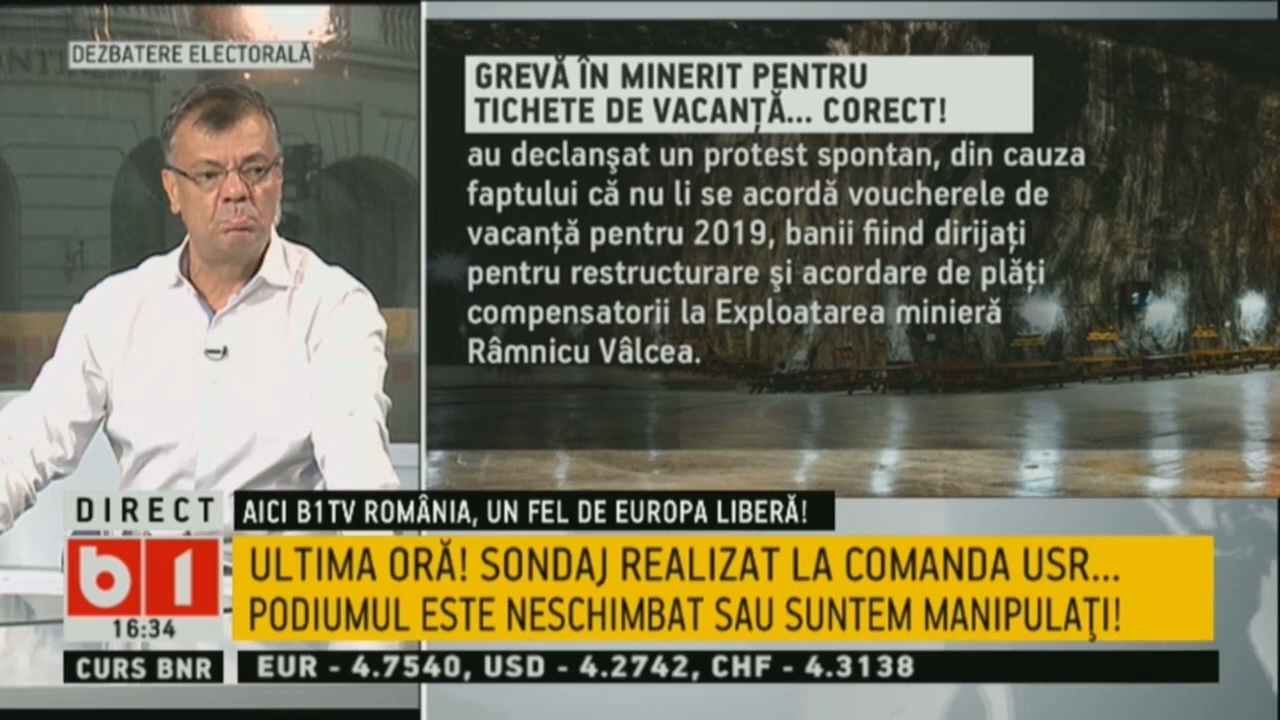 DEZBATERE ELECTORALĂ
GREVĂ ÎN MINERIT PENTRU
TICHETE DE VACANȚĂ... CORECT!
au declanşat un protest spontan, din cauza
faptului că nu li se acordă voucherele de
vacanță pentru 2019, banii fiind dirijați
pentru restructurare şi acordare de plăți
compensatorii la Exploatarea minieră
Râmnicu Vâlcea.
DIRECT
AICI B1TV ROMÂNIA, UN FEL DE EUROPA LIBERĂ!
b1
ULTIMA ORĂ! SONDAJ REALIZAT LA COMANDA USR...
PODIUMUL ESTE NESCHIMBAT SAU SUNTEM MANIPULAŢI!
16:34
CURS BNR
EUR - 4.7540, USD - 4.2742, CHF - 4.3138